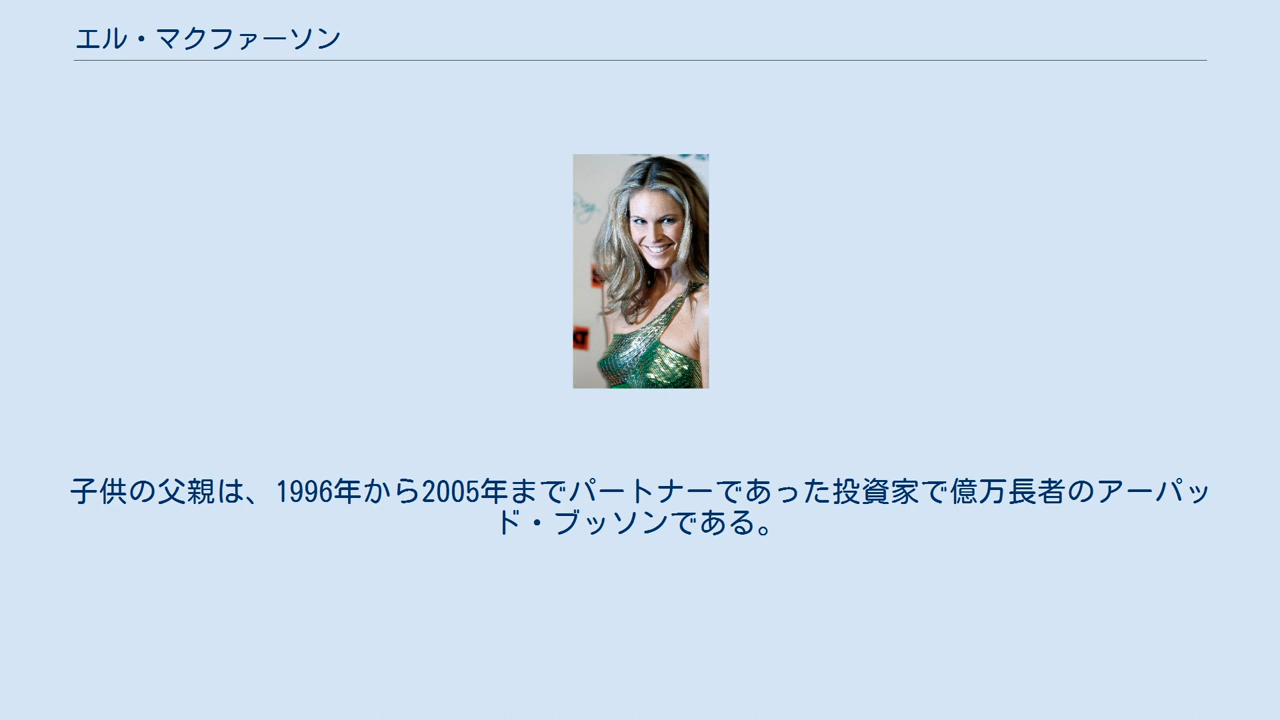 エル・マクファーソン
子供の父親は、1996年から2005年までパートナーであった投資家で億万長者のアーパッ
ド・ブッソンである。